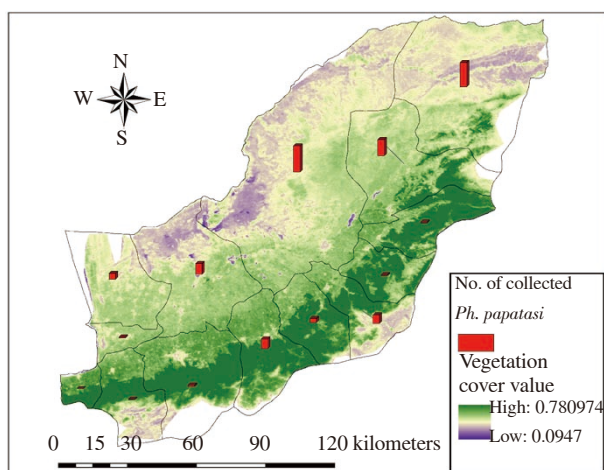 N
W E
S
No. of collected
Ph. papatasi
Vegetation
cover value
High: 0.780974
Low: 0.0947
0 15 30 60 90 120 kilometers